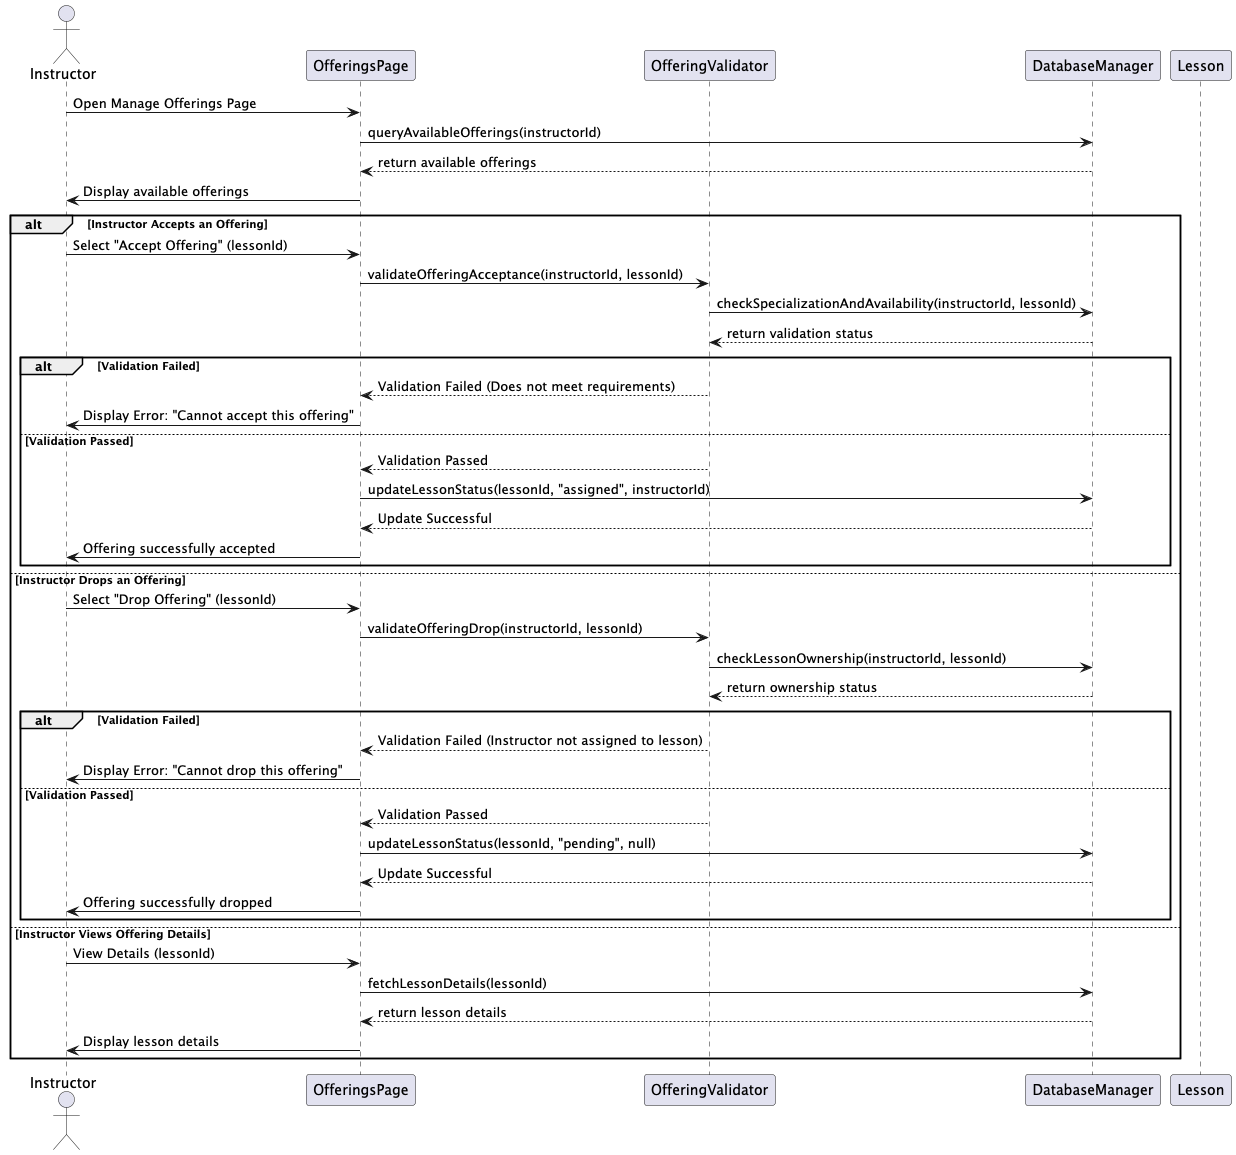 Instructor
OfferingsPage
OfferingValidator
DatabaseManager
Lesson
Open Manage Offerings Page
queryAvailableOfferings(instructorId)
return available offerings
Display available offerings
alt
[Instructor Accepts an Offering]
Select "Accept Offering" (lessonId)
validateOfferingAcceptance(instructorId, lessonId)
checkSpecializationAndAvailability(instructorId, lessonId)
return validation status
alt
[Validation Failed]
Validation Failed (Does not meet requirements)
Display Error: "Cannot accept this offering"
[Validation Passed]
Validation Passed
updateLessonStatus(lessonId, "assigned", instructorId)
Update Successful
Offering successfully accepted
[Instructor Drops an Offering]
Select "Drop Offering" (lessonId)
validateOfferingDrop(instructorId, lessonId)
checkLessonOwnership(instructorId, lessonId)
return ownership status
alt
[Validation Failed]
Validation Failed (Instructor not assigned to lesson)
Display Error: "Cannot drop this offering"
[Validation Passed]
Validation Passed
updateLessonStatus(lessonId, "pending", null)
Update Successful
Offering successfully dropped
[Instructor Views Offering Details]
View Details (lessonId)
fetchLessonDetails(lessonId)
return lesson details
Display lesson details
Instructor
OfferingsPage
OfferingValidator
DatabaseManager
Lesson